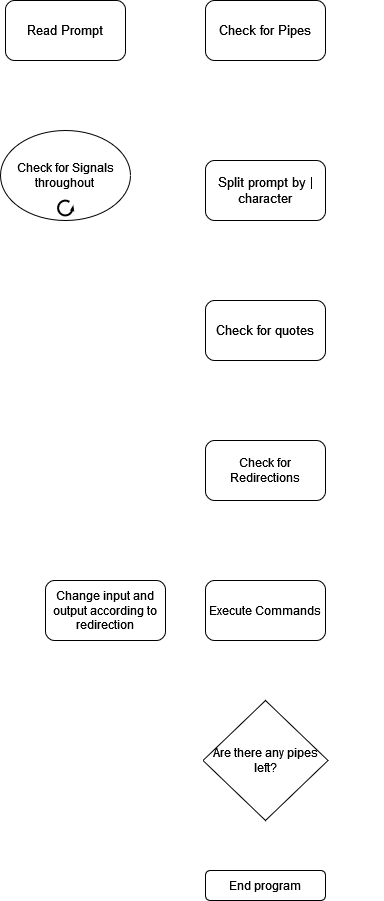 Read Prompt
Check for Pipes
Check for Signals
throughout
Split prompt by |
character
Check for quotes
Check for
Redirections
Change input and
output according to
redirection
Execute Commands
Are there any pipes
left?
End program